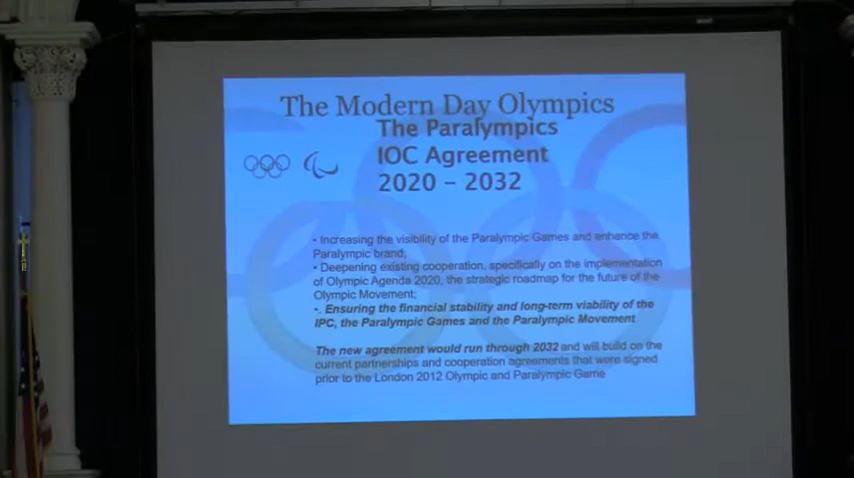 The Modern Day Olympics
The Paralympics
IOC Agreement
2020 – 2032
• Increasing the visibility of the Paralympic Games and enhance the
Paralympic brand;
• Deepening existing cooperation, specifically on the implementation
of Olympic Agenda 2020, the strategic roadmap for the future of the
Olympic Movement;
•. Ensuring the financial stability and long-term viability of the
IPC, the Paralympic Games and the Paralympic Movement
The new agreement would run through 2032 and will build on the
current partnerships and cooperation agreements that were signed
prior to the London 2012 Olympic and Paralympic Game